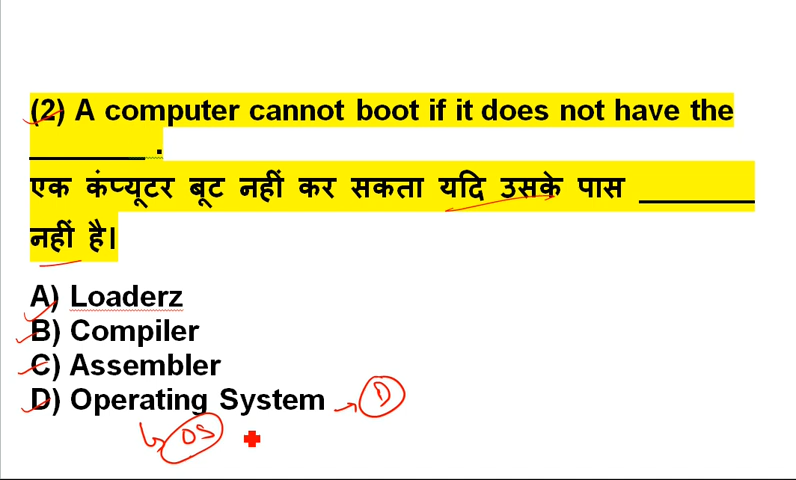 (2) A computer cannot boot if it does not have the
________ .
एक कंप्यूटर बूट नहीं कर सकता यदि उसके पास ________
नहीं है।
A) Loaderz
B) Compiler
C) Assembler
D) Operating System → D
OS